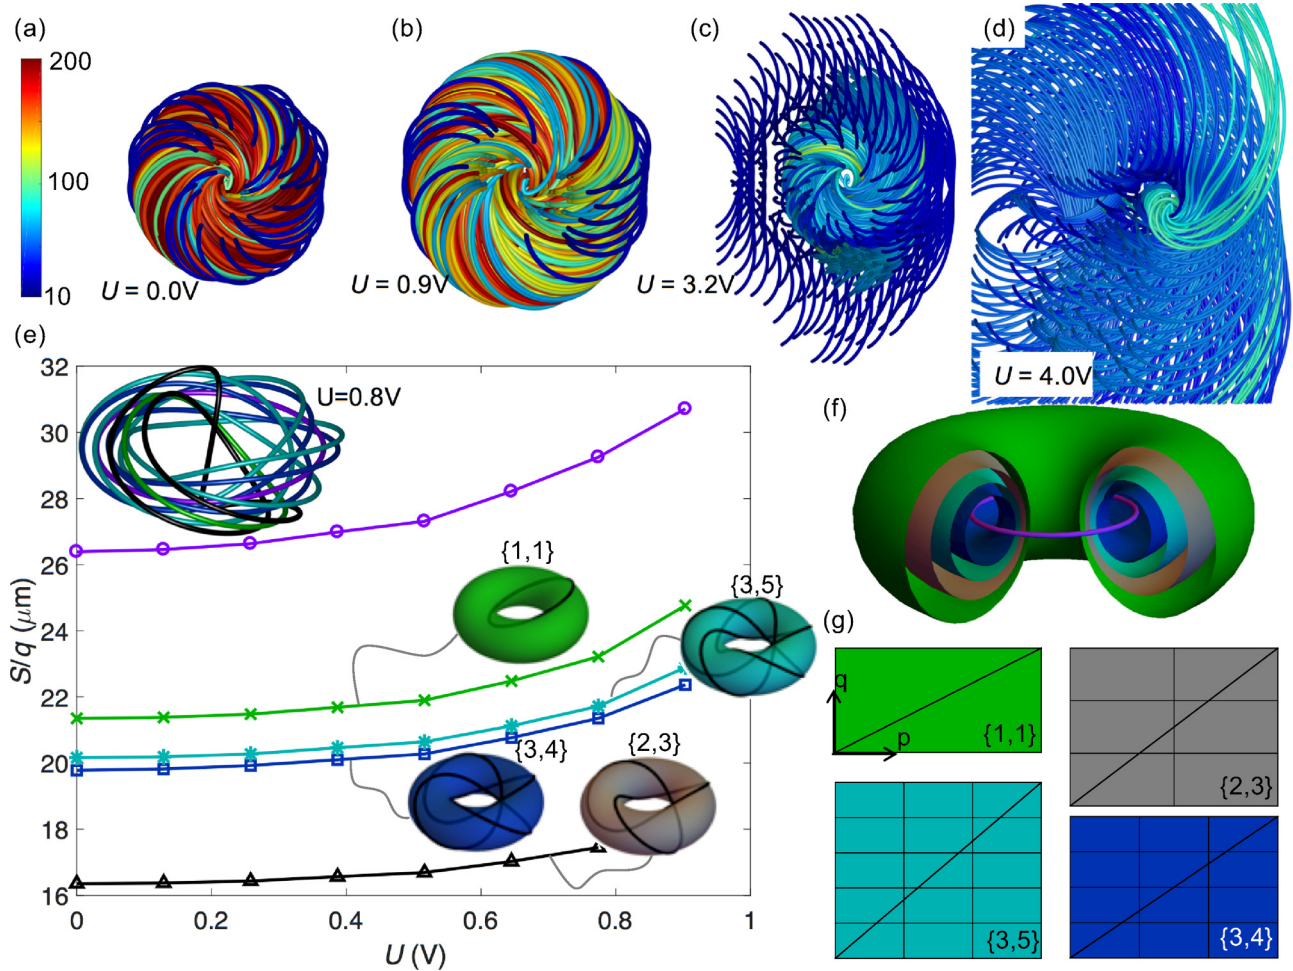 (a)
(b)
(c)
(d)
200
100
10
U = 0.0V
U = 0.9V
U = 3.2V
U = 4.0V
(e)
U=0.8V
32
30
28
26
24
22
20
18
16
S/q (μm)
0
0.2
0.4
0.6
0.8
1
U (V)
{1,1}
{3,5}
{3,4}
{2,3}
(f)
(g)
q
p
{1,1}
{2,3}
{3,5}
{3,4}